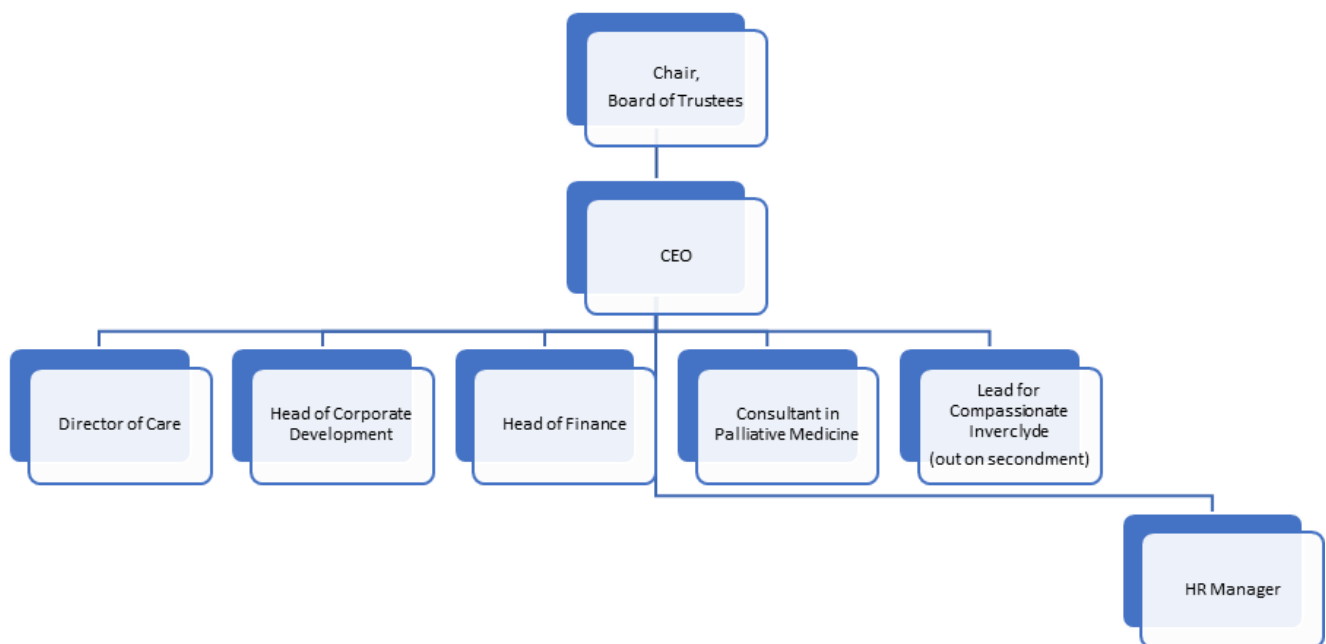 Chair,
Board of Trustees
CEO
Director of Care
Head of Corporate
Development
Head of Finance
Consultant in
Palliative Medicine
Lead for
Compassionate
Inverclyde
(out on secondment)
HR Manager